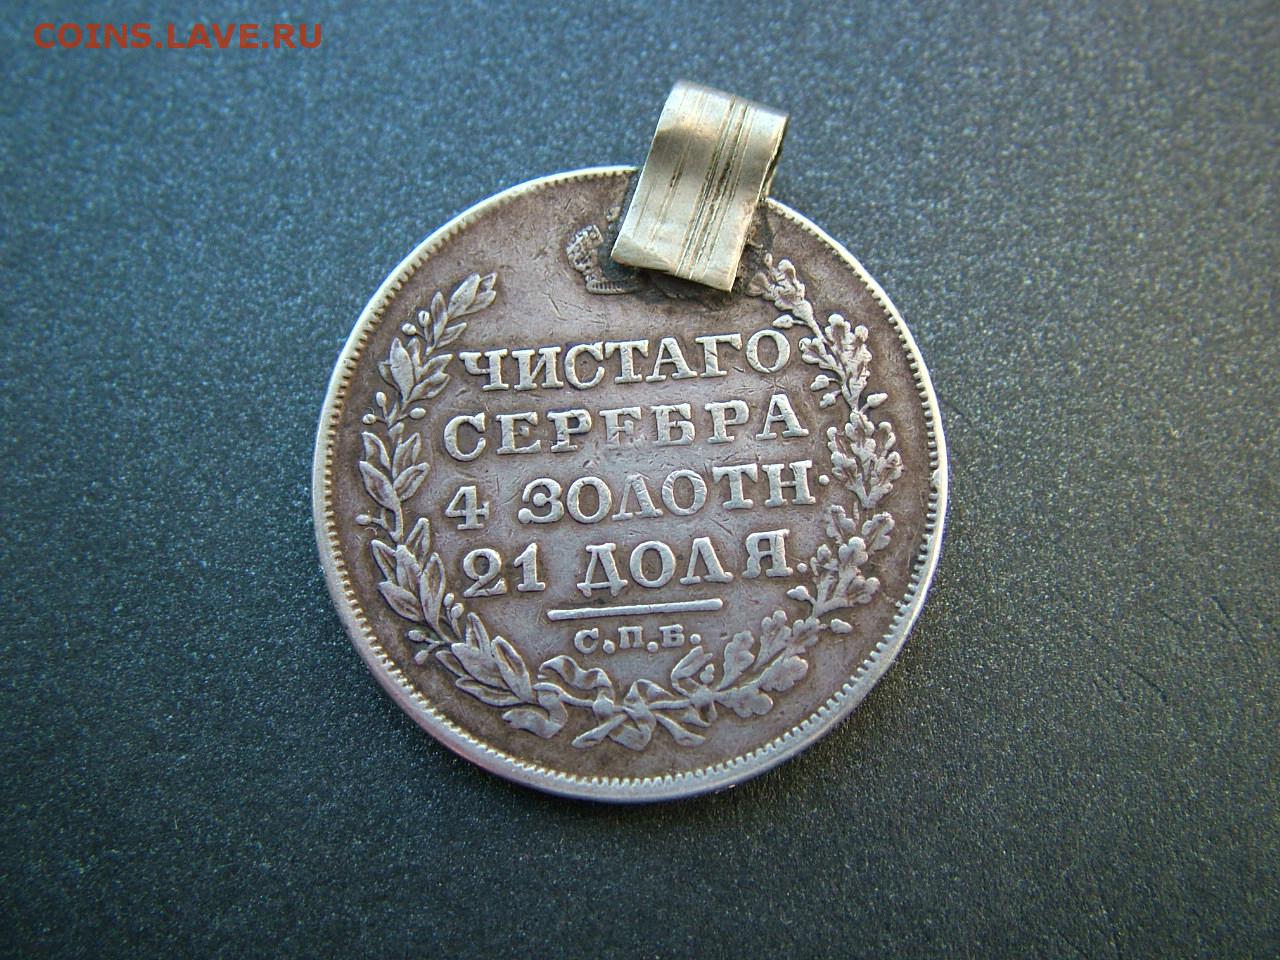 COINS.LAVE.RU
ЧИСТАГО
СЕРЕБРА
4 ЗОЛОТН.
21 ДОЛЯ.
С.П.Б.